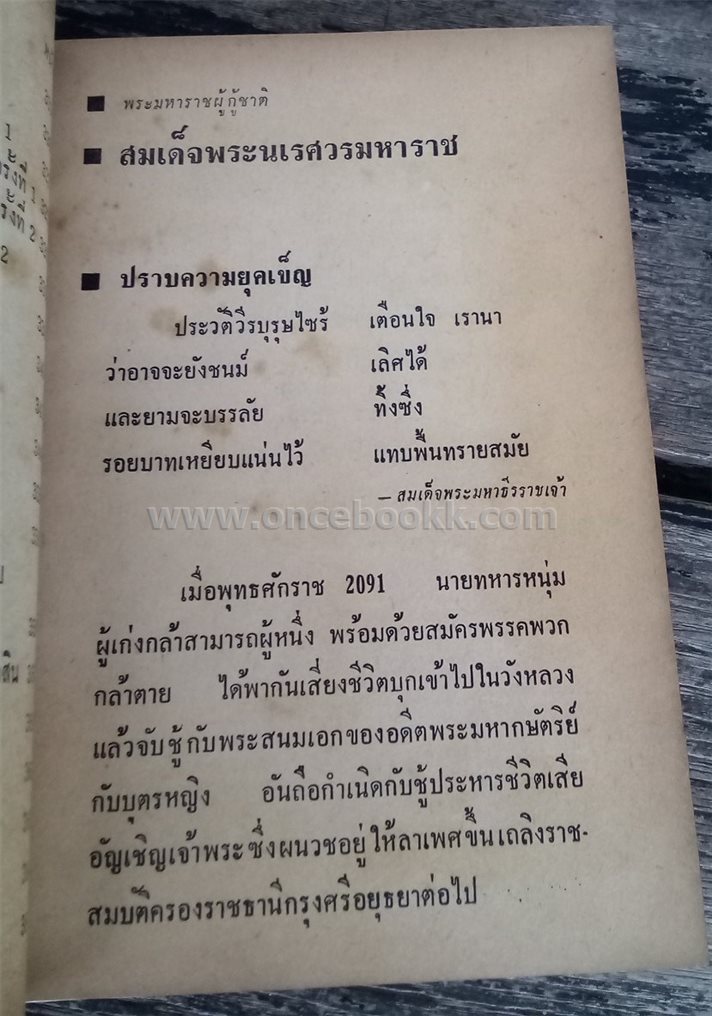 พระมหาราชผู้กู้ชาติ
สมเด็จพระนเรศวรมหาราช
ปราบความยุคเข็ญ
ประวัติวีรบุรุษไซร้ เตือนใจ เรานา
ว่าอาจจะยังชนม์ เลิศได้
และยามจะบรรลัย ทิ้งซึ่ง
รอยบาทเหยียบแน่นไว้ แทบพื้นทรายสมัย
— สมเด็จพระมหาธีรราชเจ้า
www.oncebookk.com
เมื่อพุทธศักราช 2091 นายทหารหนุ่ม
ผู้เก่งกล้าสามารถผู้หนึ่ง พร้อมด้วยสมัครพรรคพวก
กล้าตาย ได้พากันเสี่ยงชีวิตบุกเข้าไปในวังหลวง
แล้วจับชู้กับพระสนมเอกของอดีตพระมหากษัตริย์
กับบุตรหญิง อันถือกำเนิดกับชู้ประหารชีวิตเสีย
อัญเชิญเจ้าพระซึ่งผนวชอยู่ให้ลาเพศขึ้นเถลิงราช-
สมบัติครองราชธานีกรุงศรีอยุธยาต่อไป
1
รั้งที่ 1
รั้งที่ 2
2
สิน